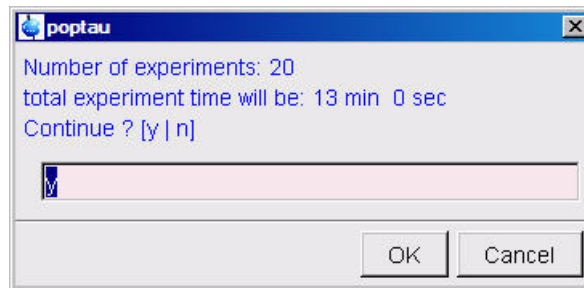 poptau
Number of experiments: 20
total experiment time will be: 13 min 0 sec
Continue ? [y | n]
y
OK Cancel